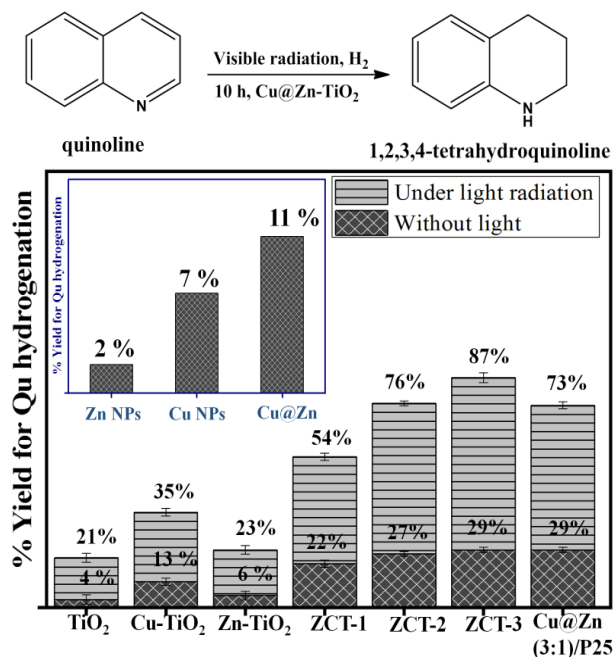 N
Visible radiation, H₂
10 h, Cu@Zn-TiO₂
N
H
quinoline
1,2,3,4-tetrahydroquinoline
% Yield for Qu hydrogenation
% Yield for Qu hydrogenation
2 %
7 %
11 %
Zn NPs
Cu NPs
Cu@Zn
Under light radiation
Without light
21%
4 %
35%
13 %
23%
6 %
54%
22%
76%
27%
87%
29%
73%
29%
TiO₂
Cu-TiO₂
Zn-TiO₂
ZCT-1
ZCT-2
ZCT-3
Cu@Zn
(3:1)/P25